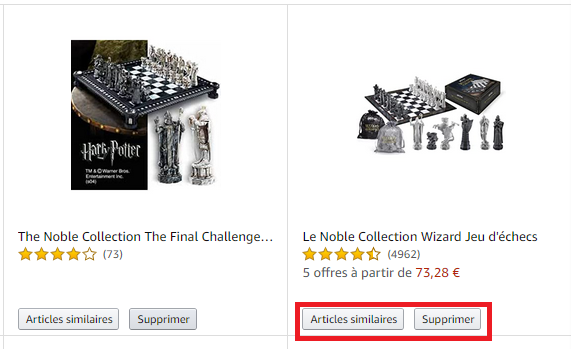 Harry Potter
™ & © Warner Bros.
Entertainment Inc.
(s04)
The Noble Collection The Final Challenge…
(73)
Articles similaires
Supprimer
Le Noble Collection Wizard Jeu d'échecs
(4962)
5 offres à partir de 73,28 €
Articles similaires
Supprimer